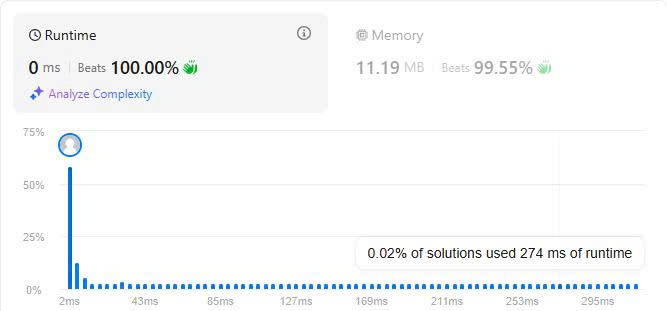 Runtime
0 ms Beats 100.00%
Analyze Complexity
Memory
11.19 MB Beats 99.55%
75%
50%
25%
0%
0.02% of solutions used 274 ms of runtime
2ms 43ms 85ms 127ms 169ms 211ms 253ms 295ms